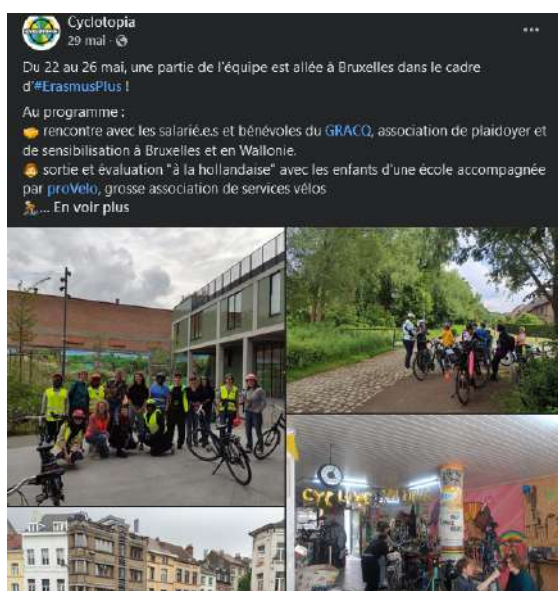 Cyclotopia
29 mai
Du 22 au 26 mai, une partie de l'équipe est allée à Bruxelles dans le cadre
d'#ErasmusPlus !
Au programme :
🤝 rencontre avec les salarié.e.s et bénévoles du GRACQ, association de plaidoyer et
de sensibilisation à Bruxelles et en Wallonie.
sortie et évaluation "à la hollandaise" avec les enfants d'une école accompagnée
par proVelo, grosse association de services vélos
... En voir plus